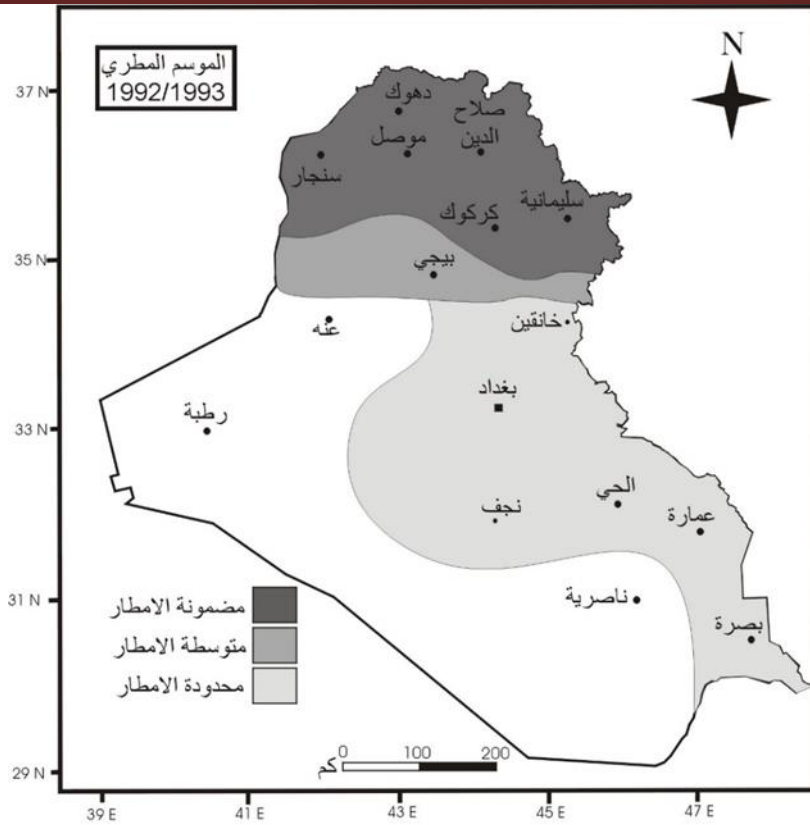 الموسم المطري
1992/1993
N
37 N
دهوك
صلاح
الدين
موصل
سنجار
سليمانية
كركوك
35 N
بيجي
خانقين
عنه
بغداد
33 N
رطبة
الحي
نجف
عمارة
31 N
مضمونة الامطار
ناصرية
متوسطة الامطار
بصرة
محدودة الامطار
كم 0 100 200
29 N
39 E 41 E 43 E 45 E 47 E